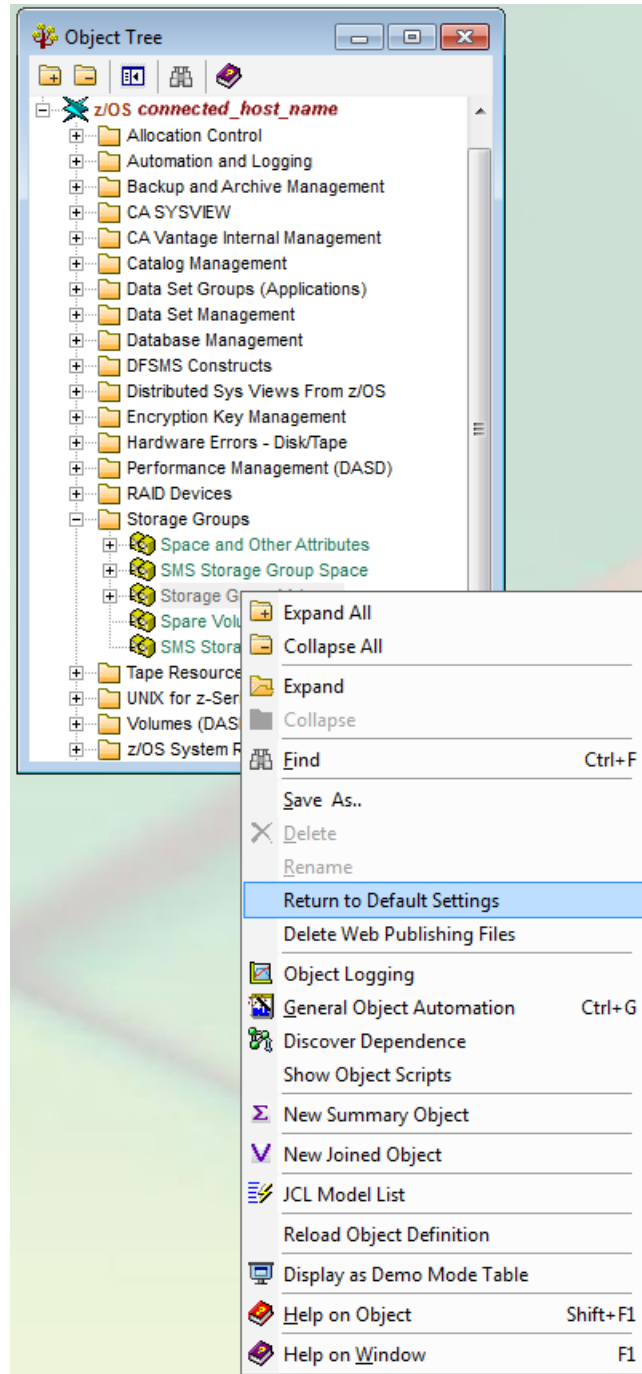 Object Tree
z/OS connected_host_name
Allocation Control
Automation and Logging
Backup and Archive Management
CA SYSVIEW
CA Vantage Internal Management
Catalog Management
Data Set Groups (Applications)
Data Set Management
Database Management
DFSMS Constructs
Distributed Sys Views From z/OS
Encryption Key Management
Hardware Errors - Disk/Tape
Performance Management (DASD)
RAID Devices
Storage Groups
Space and Other Attributes
SMS Storage Group Space
Storage
Spare
SMS
Tape
UNIX for
Volumes
z/OS System
Expand All
Collapse All
Expand
Collapse
Find Ctrl+F
Save As..
Delete
Rename
Return to Default Settings
Delete Web Publishing Files
Object Logging
General Object Automation Ctrl+G
Discover Dependence
Show Object Scripts
New Summary Object
New Joined Object
JCL Model List
Reload Object Definition
Display as Demo Mode Table
Help on Object Shift+F1
Help on Window F1